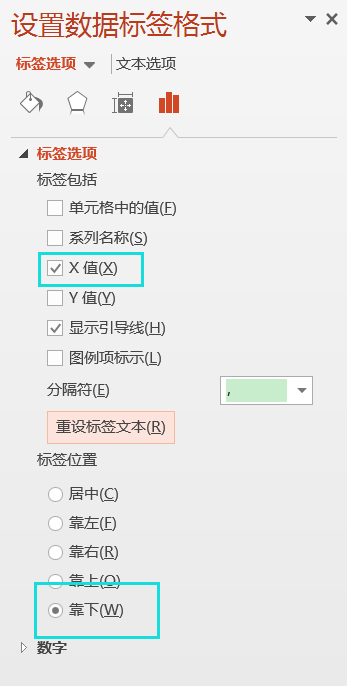 设置数据标签格式
标签选项 文本选项
标签选项
标签包括
单元格中的值(F)
系列名称(S)
X 值(X)
Y 值(Y)
显示引导线(H)
图例项标示(L)
分隔符(E) ,
重设标签文本(R)
标签位置
居中(C)
靠左(F)
靠右(R)
靠上(O)
靠下(W)
数字